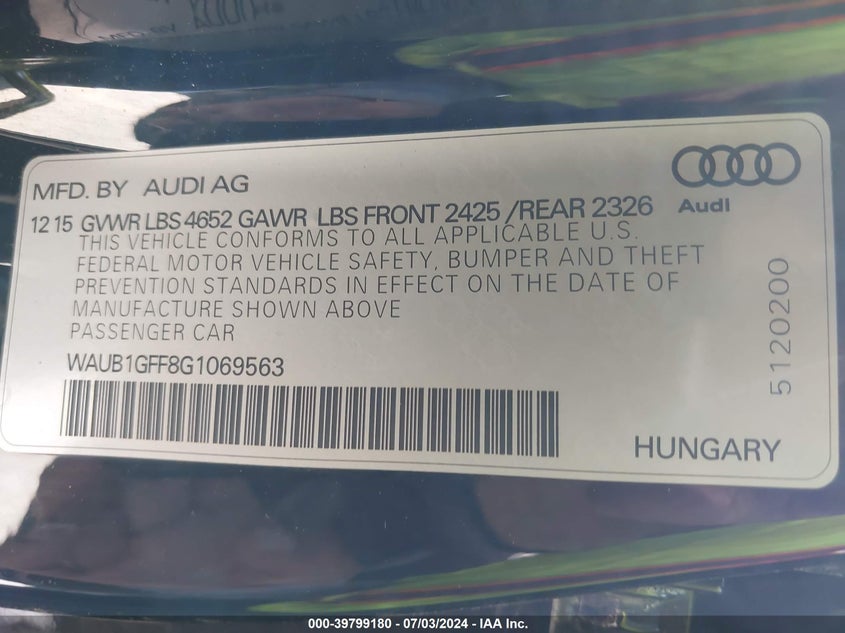 MFD. BY AUDI AG
Audi
12 15 GVWR LBS 4652 GAWR LBS FRONT 2425 /REAR 2326
THIS VEHICLE CONFORMS TO ALL APPLICABLE U.S.
FEDERAL MOTOR VEHICLE SAFETY, BUMPER AND THEFT
PREVENTION STANDARDS IN EFFECT ON THE DATE OF
MANUFACTURE SHOWN ABOVE
PASSENGER CAR
WAUB1GFF8G1069563
5120200
HUNGARY
000-39799180 - 07/03/2024 - IAA Inc.